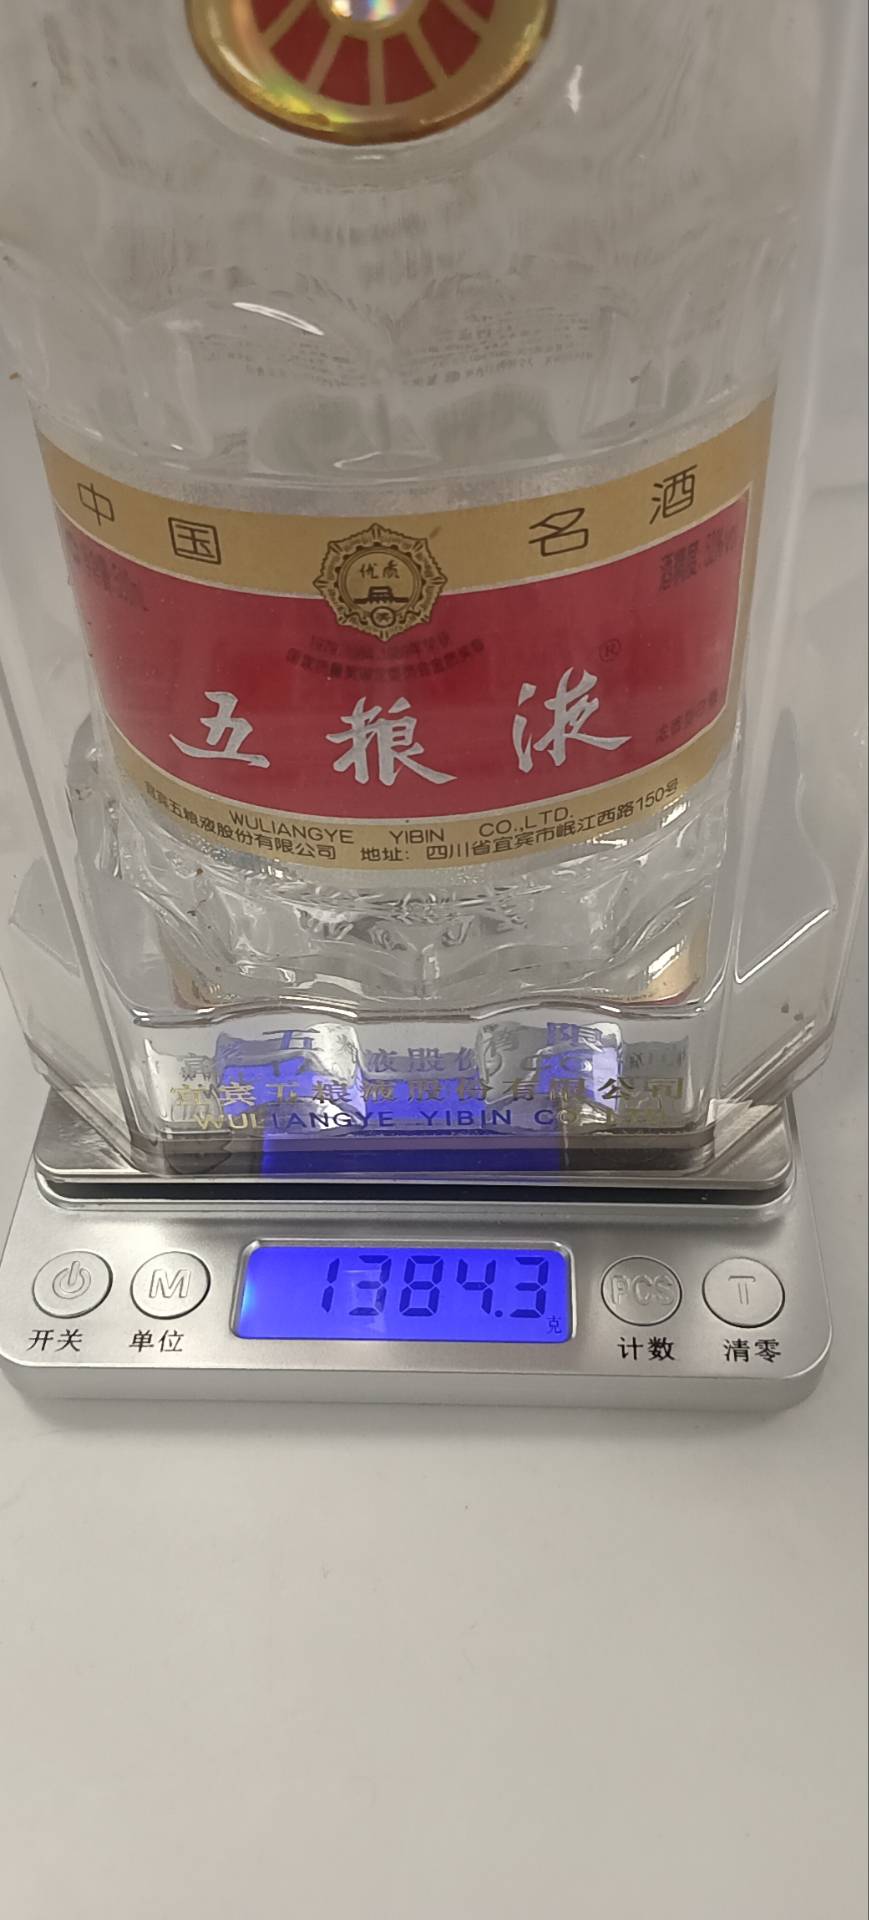 中国名酒
优质
五粮液®
宜宾五粮液股份有限公司
WULIANGYE YIBIN CO.,LTD.
地址：四川省宜宾市岷江西路150号
宜宾五粮液股份有限公司
WULIANGYE YIBIN CO
1384.3
克
M
PCS
T
开关
单位
计数
清零